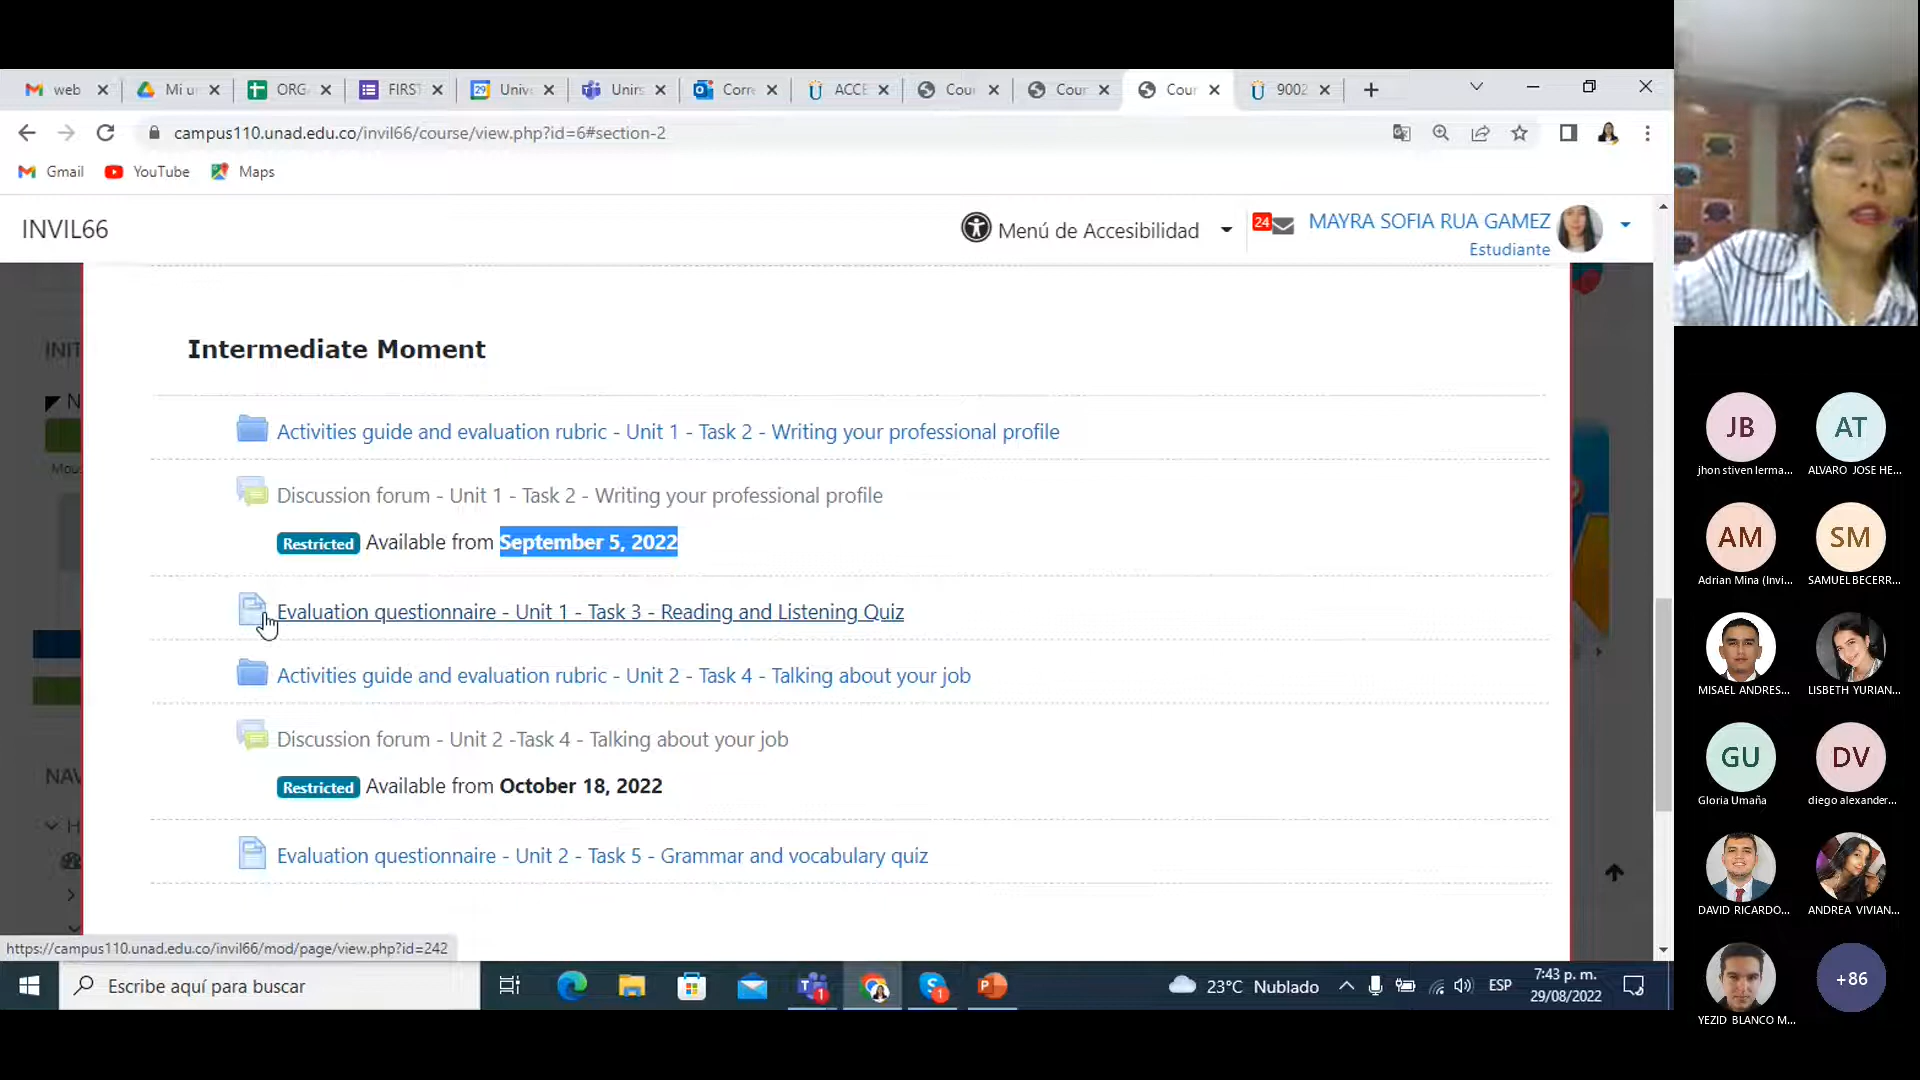 web
Mi u
ORG
FIRS
Univ
Unirs
Corre
ACCE
Cour
Cour
Cour
9002
campus110.unad.edu.co/invil66/course/view.php?id=6#section-2
Gmail
YouTube
Maps
INVIL66
Menú de Accesibilidad
24
MAYRA SOFIA RUA GAMEZ
Estudiante
Intermediate Moment
Activities guide and evaluation rubric - Unit 1 - Task 2 - Writing your professional profile
Discussion forum - Unit 1 - Task 2 - Writing your professional profile
Restricted Available from September 5, 2022
Evaluation questionnaire - Unit 1 - Task 3 - Reading and Listening Quiz
Activities guide and evaluation rubric - Unit 2 - Task 4 - Talking about your job
Discussion forum - Unit 2 -Task 4 - Talking about your job
Restricted Available from October 18, 2022
Evaluation questionnaire - Unit 2 - Task 5 - Grammar and vocabulary quiz
https://campus110.unad.edu.co/invil66/mod/page/view.php?id=242
Escribe aquí para buscar
23°C Nublado
ESP
7:43 p. m.
29/08/2022
JB
jhon stiven lerma...
AT
ALVARO JOSE HE...
AM
Adrian Mina (Invi...
SM
SAMUEL BECERR...
MISAEL ANDRES...
LISBETH YURIAN...
GU
Gloria Umaña
DV
diego alexander...
DAVID RICARDO...
ANDREA VIVIAN...
YEZID BLANCO M...
+86